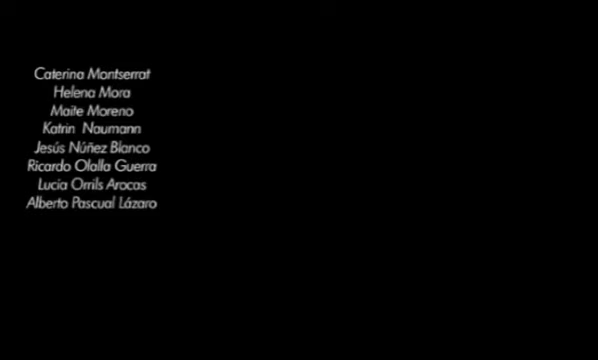 Caterina Montserrat
Helena Mora
Maite Moreno
Katrin Naumann
Jesús Núñez Blanco
Ricardo Olalla Guerra
Lucía Orrils Arocas
Alberto Pascual Lázaro